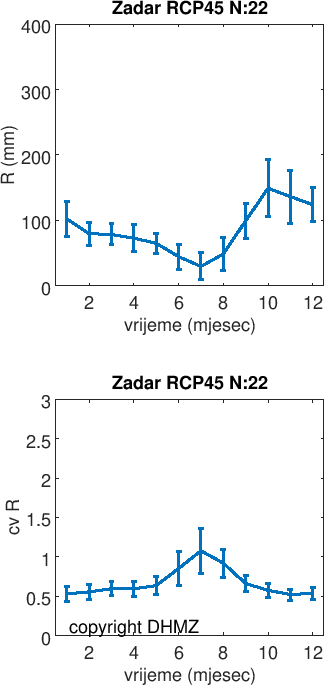 Zadar RCP45 N:22
400
300
200
100
0
R (mm)
2 4 6 8 10 12
vrijeme (mjesec)
Zadar RCP45 N:22
3
2.5
2
1.5
1
0.5
0
cv R
copyright DHMZ
2 4 6 8 10 12
vrijeme (mjesec)